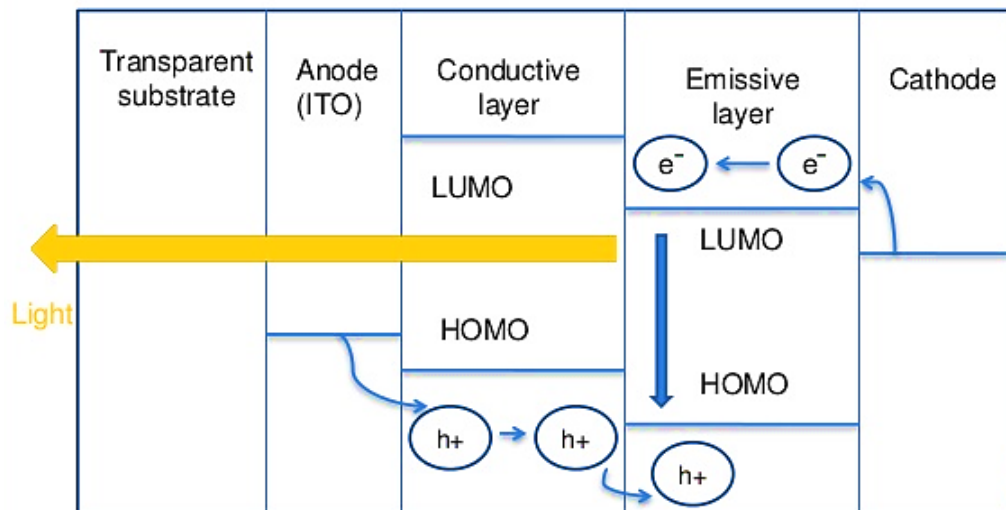 Transparent
substrate
Anode
(ITO)
Conductive
layer
Emissive
layer
Cathode
e⁻
e⁻
LUMO
LUMO
Light
HOMO
HOMO
h+
h+
h+